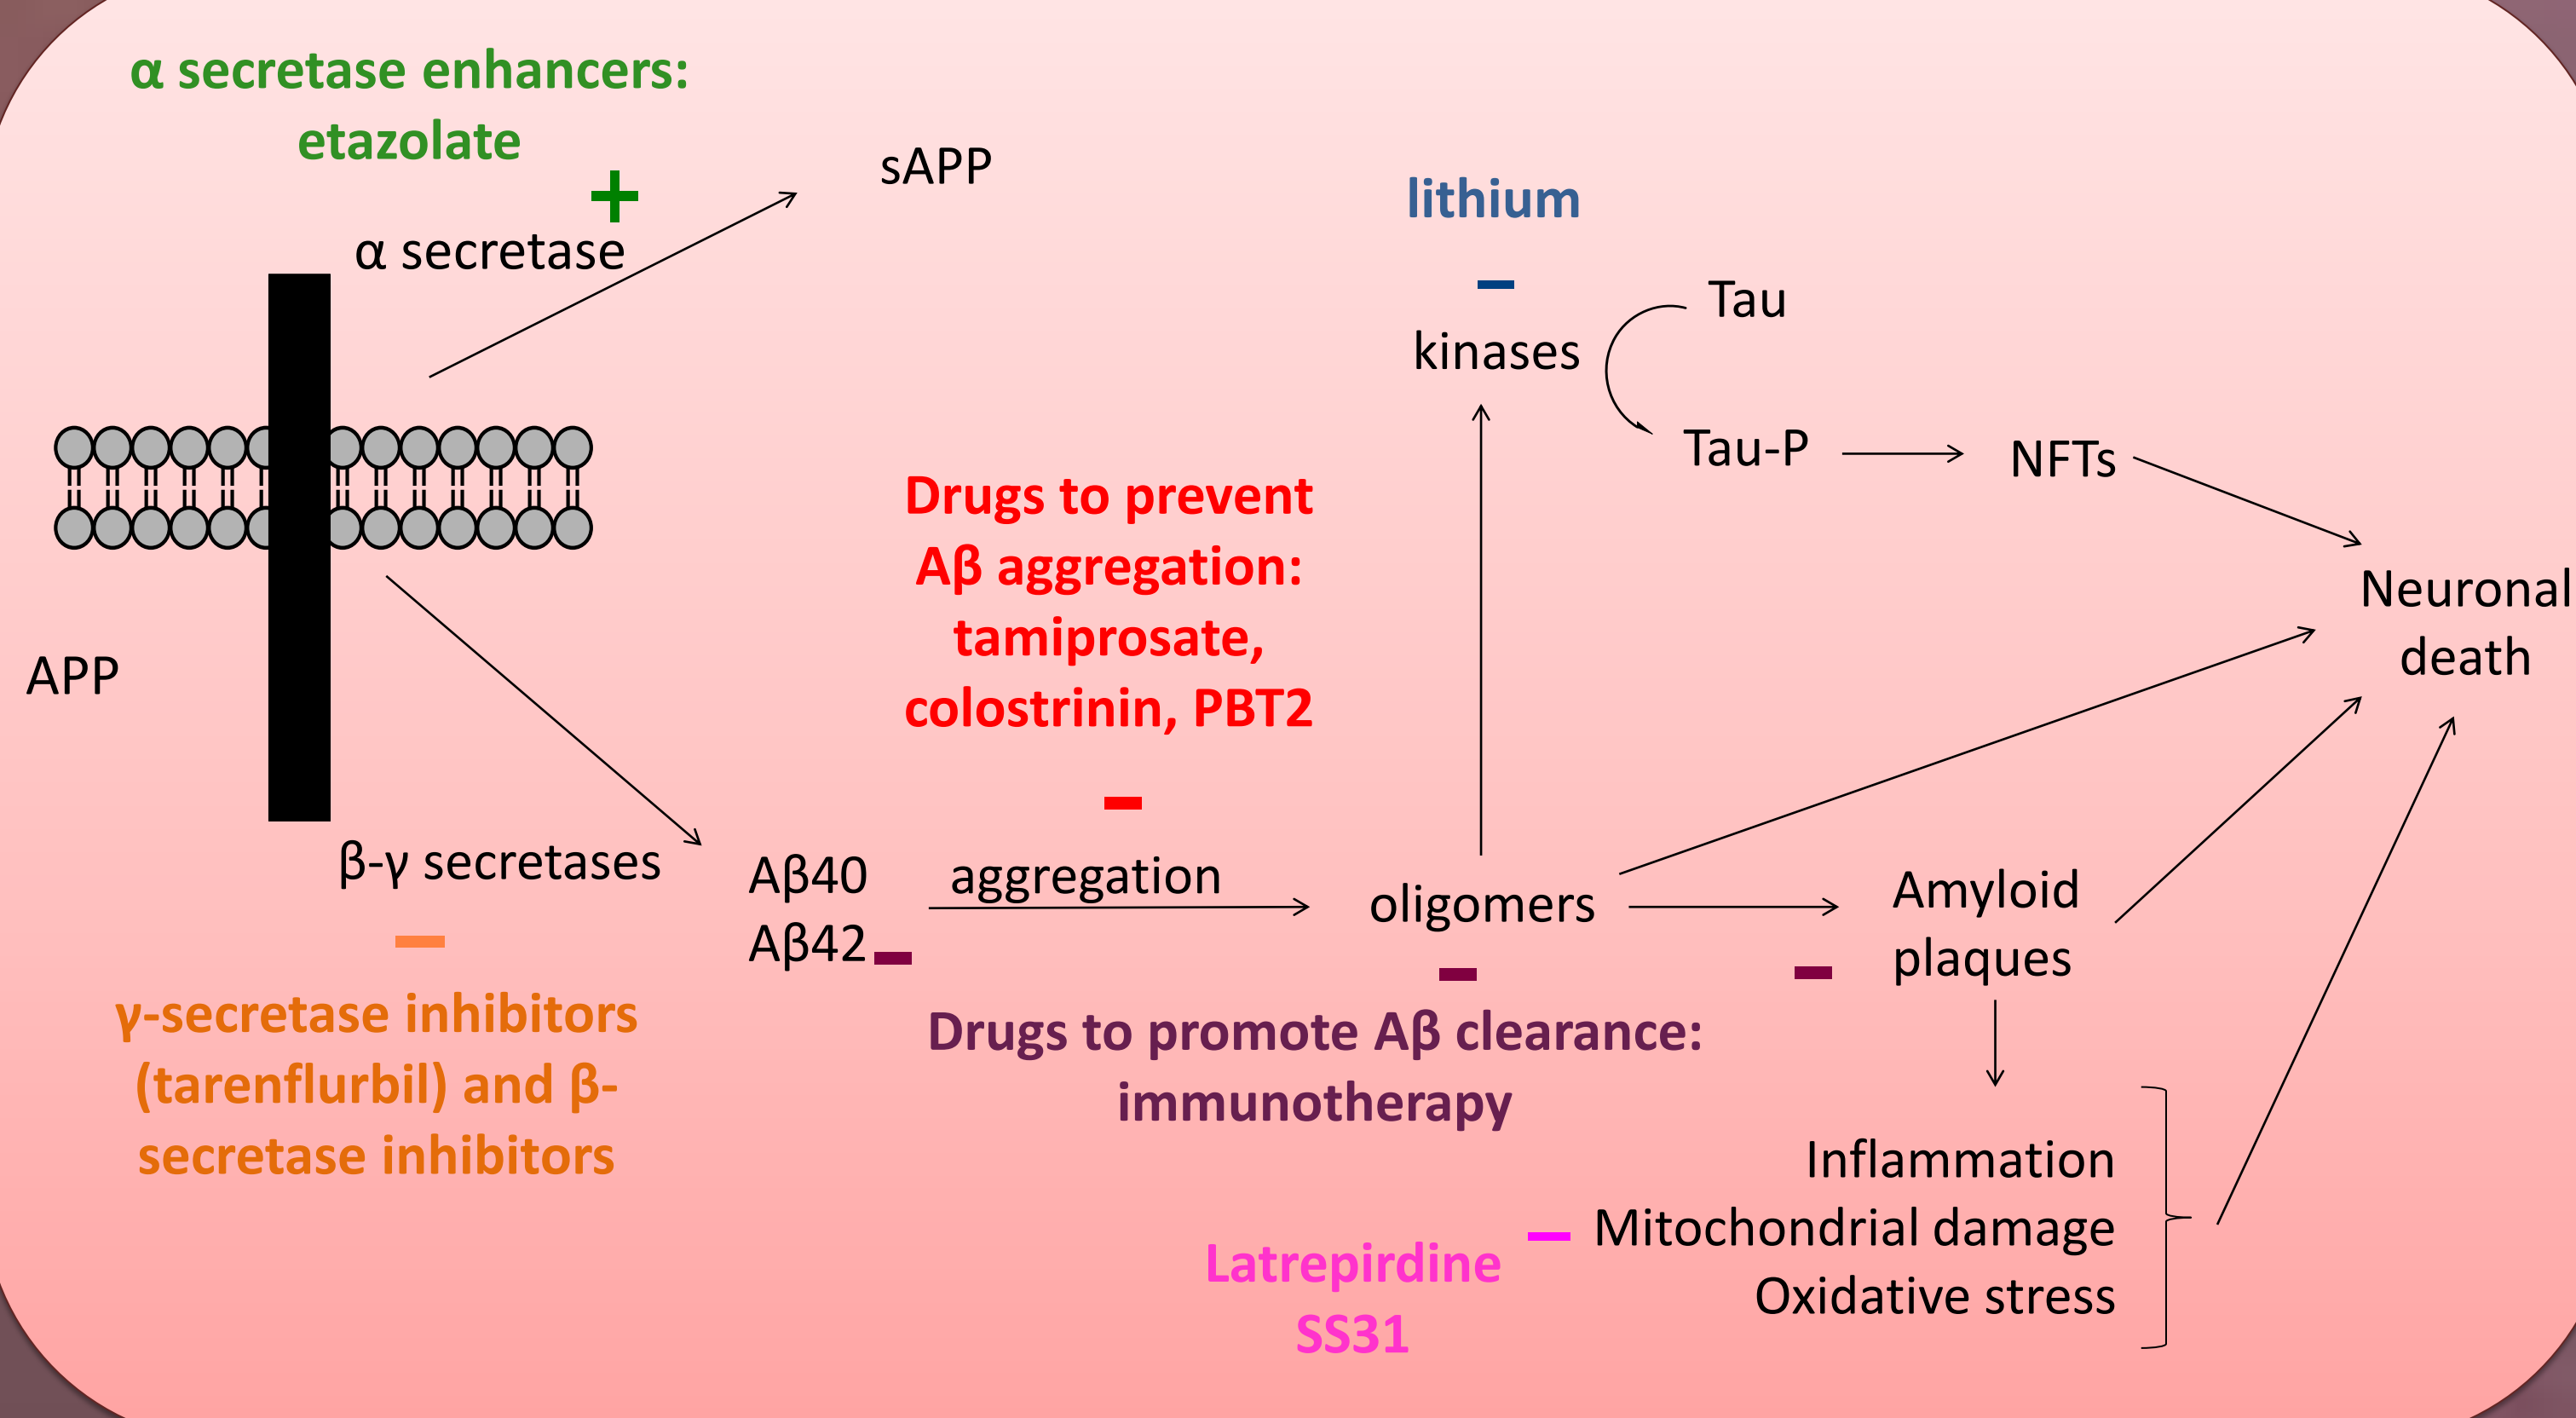 α secretase enhancers:
etazolate
+
α secretase
sAPP
APP
β-γ secretases
γ-secretase inhibitors
(tarenflurbil) and β-
secretase inhibitors
Aβ40
Aβ42
Drugs to prevent
Aβ aggregation:
tamiprosate,
colostrinin, PBT2
aggregation
oligomers
Drugs to promote Aβ clearance:
immunotherapy
lithium
kinases
Tau
Tau-P
NFTs
Neuronal
death
Amyloid
plaques
Inflammation
Mitochondrial damage
Oxidative stress
Latrepirdine
SS31